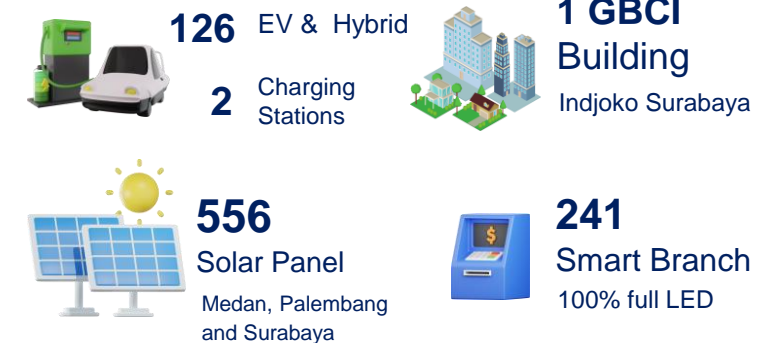 126 EV & Hybrid
2 Charging
Stations
1 GBCI
Building
Indjoko Surabaya
556
Solar Panel
Medan, Palembang
and Surabaya
$
241
Smart Branch
100% full LED